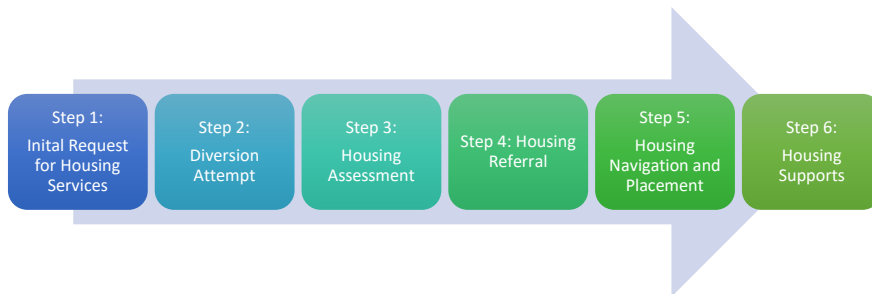 Step 1:
Inital Request
for Housing
Services
Step 2:
Diversion
Attempt
Step 3:
Housing
Assessment
Step 4: Housing
Referral
Step 5:
Housing
Navigation and
Placement
Step 6:
Housing
Supports